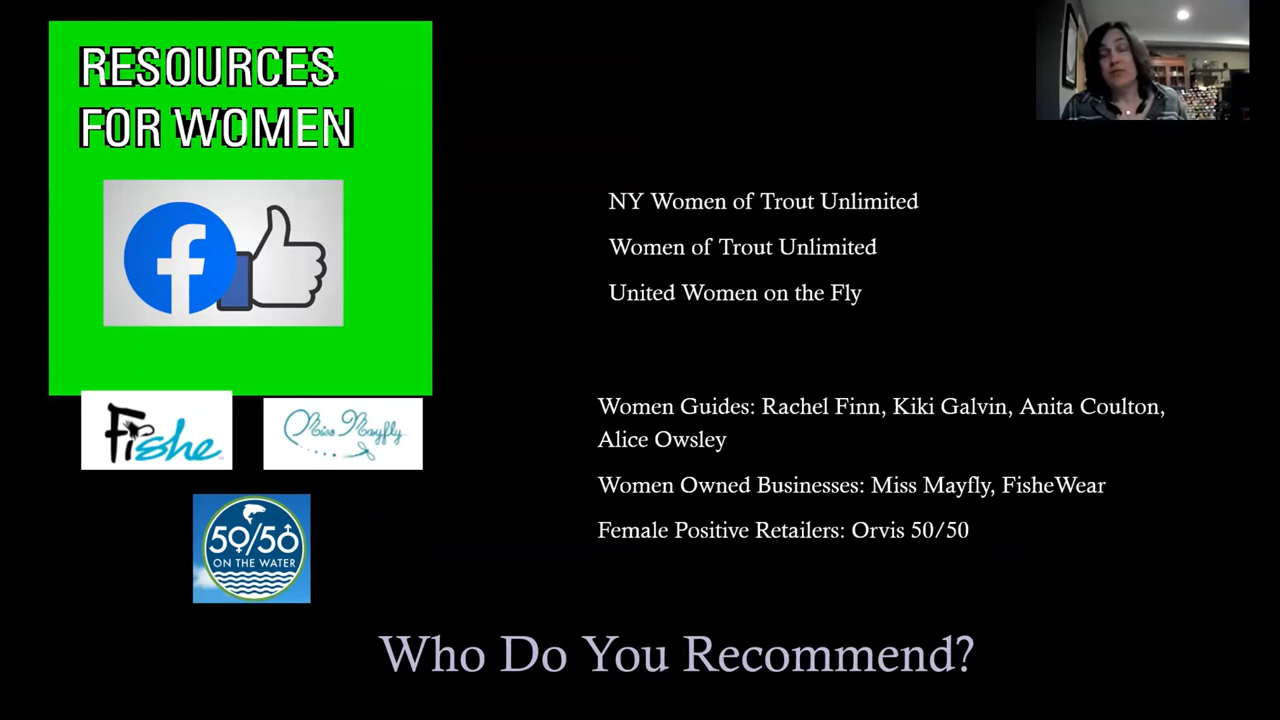 RESOURCES
FOR WOMEN
f
NY Women of Trout Unlimited
Women of Trout Unlimited
United Women on the Fly
Fishe
Miss Mayfly
50/50
ON THE WATER
Women Guides: Rachel Finn, Kiki Galvin, Anita Coulton,
Alice Owsley
Women Owned Businesses: Miss Mayfly, FisheWear
Female Positive Retailers: Orvis 50/50
Who Do You Recommend?